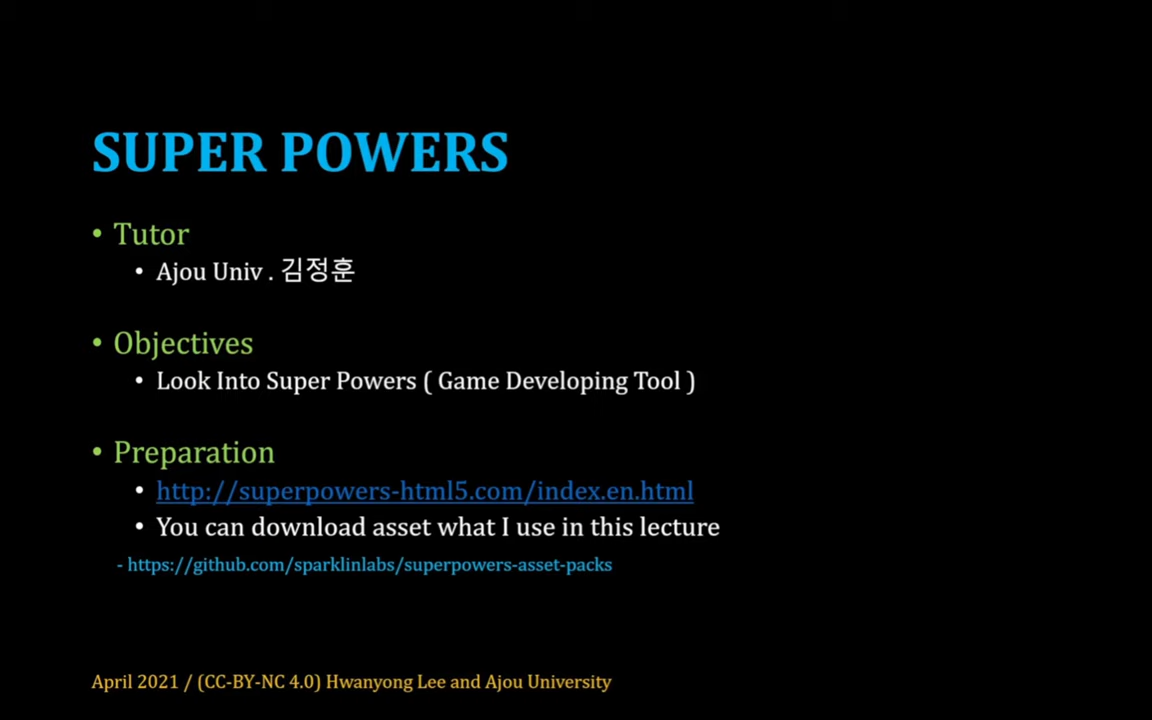 SUPER POWERS
• Tutor
• Ajou Univ . 김정훈
• Objectives
• Look Into Super Powers ( Game Developing Tool )
• Preparation
• http://superpowers-html5.com/index.en.html
• You can download asset what I use in this lecture
- https://github.com/sparklinlabs/superpowers-asset-packs
April 2021 / (CC-BY-NC 4.0) Hwanyong Lee and Ajou University